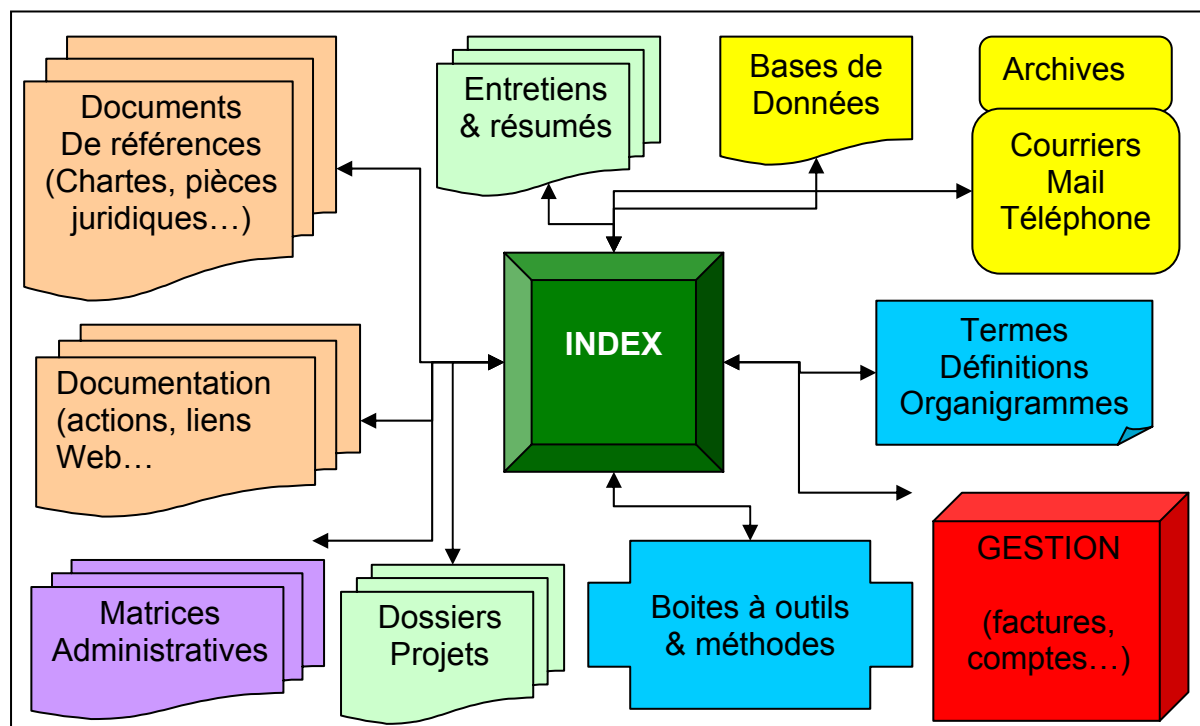 Documents
De référence​s
(Chartes, pièces
juridiques…)
Entretiens
& résumés
Bases de
Données
Archives
Courriers
Mail
Téléphone
Documentation
(actions, liens
Web…
INDEX
Termes
Définitions
Organigrammes
Matrices
Administratives
Dossiers
Projets
Boites à outils
& méthodes
GESTION
(factures,
comptes…)